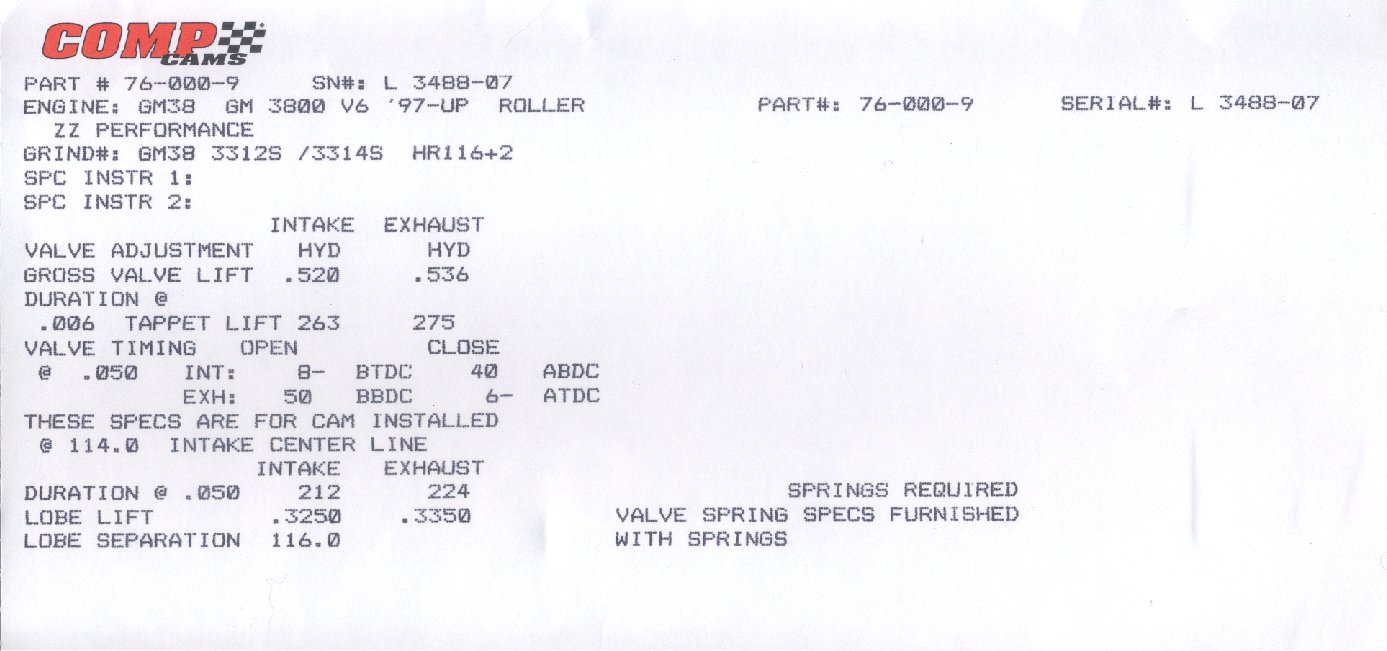 COMP CAMS
PART # 76-000-9 SN#: L 3488-07
ENGINE: GM38 GM 3800 V6 '97-UP ROLLER PART#: 76-000-9 SERIAL#: L 3488-07
ZZ PERFORMANCE
GRIND#: GM38 3312S /3314S HR116+2
SPC INSTR 1:
SPC INSTR 2:
INTAKE EXHAUST
VALVE ADJUSTMENT HYD HYD
GROSS VALVE LIFT .520 .536
DURATION @
.006 TAPPET LIFT 263 275
VALVE TIMING OPEN CLOSE
@ .050 INT: 8- BTDC 40 ABDC
EXH: 50 BBDC 6- ATDC
THESE SPECS ARE FOR CAM INSTALLED
@ 114.0 INTAKE CENTER LINE
INTAKE EXHAUST
DURATION @ .050 212 224 SPRINGS REQUIRED
LOBE LIFT .3250 .3350 VALVE SPRING SPECS FURNISHED
LOBE SEPARATION 116.0 WITH SPRINGS